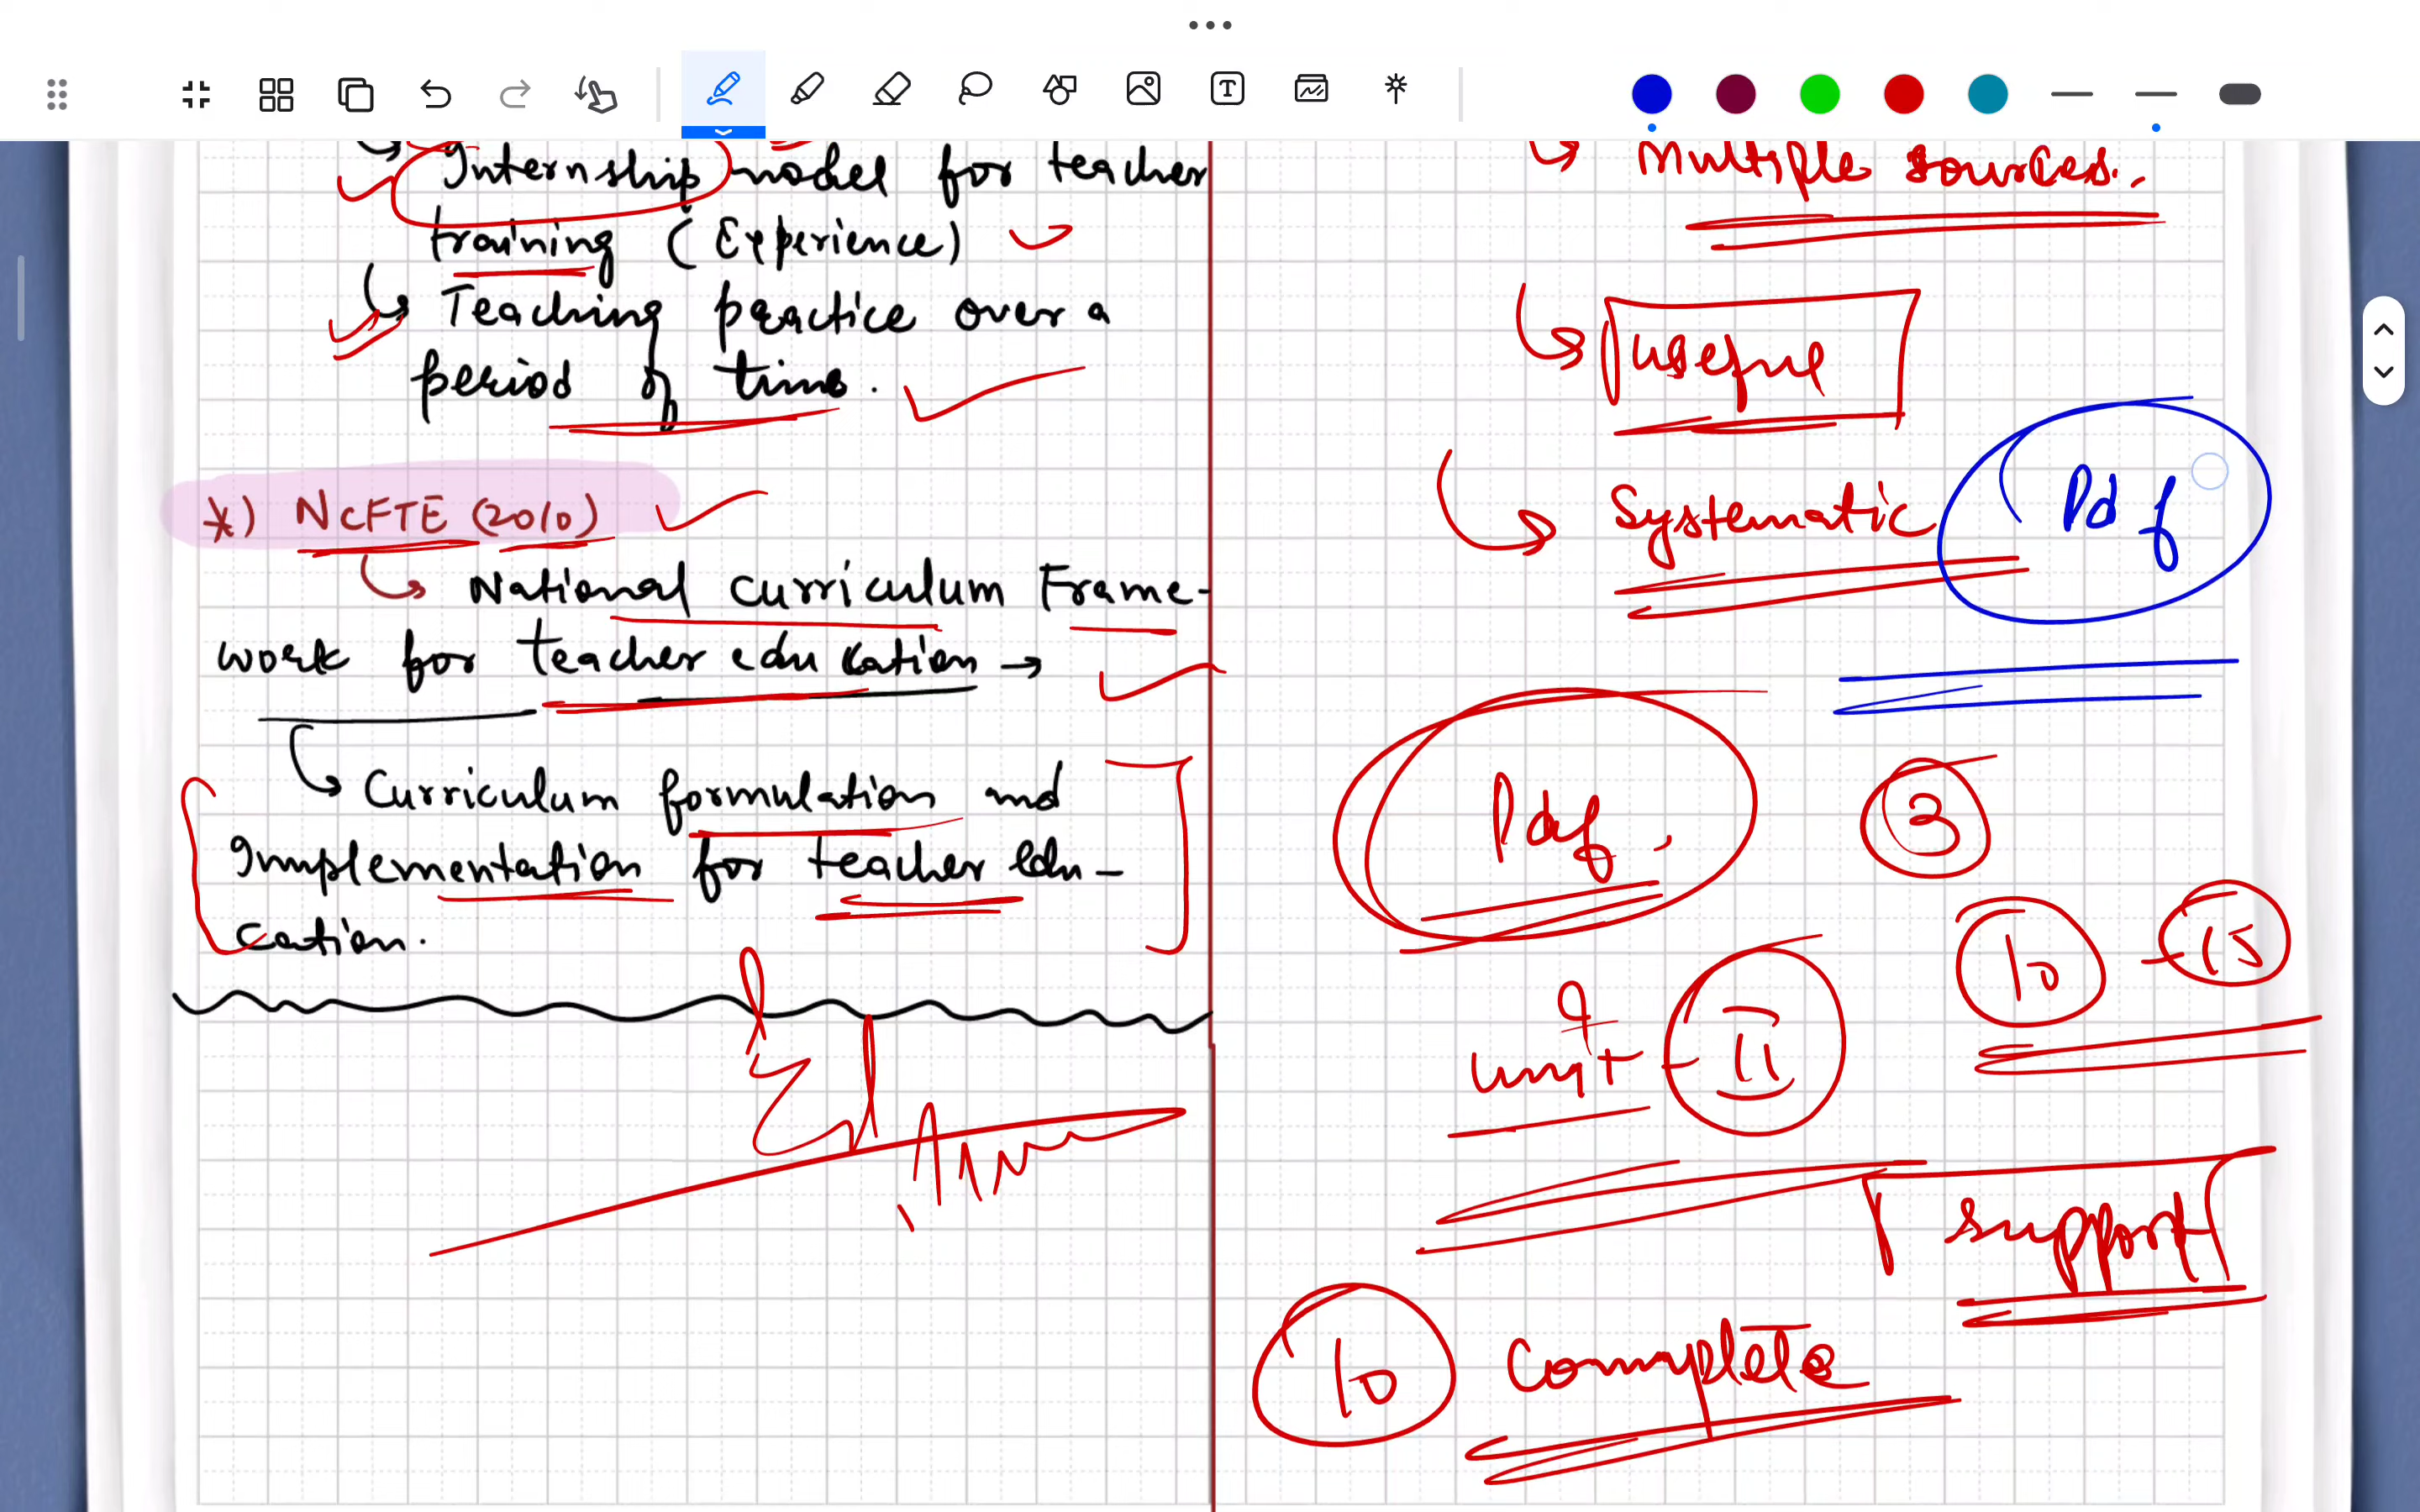 Internship model for teacher
training (Experience)
Teaching practice over a
period of time.
*) NCFTE (2010)
National curriculum Frame-
work for teacher education →
Curriculum formulation and
Implementation for teacher edu-
cation.
Multiple sources.
useful
Systematic
Pdf
Pdf
3
10 - 15
unit - II
support
10 Complete